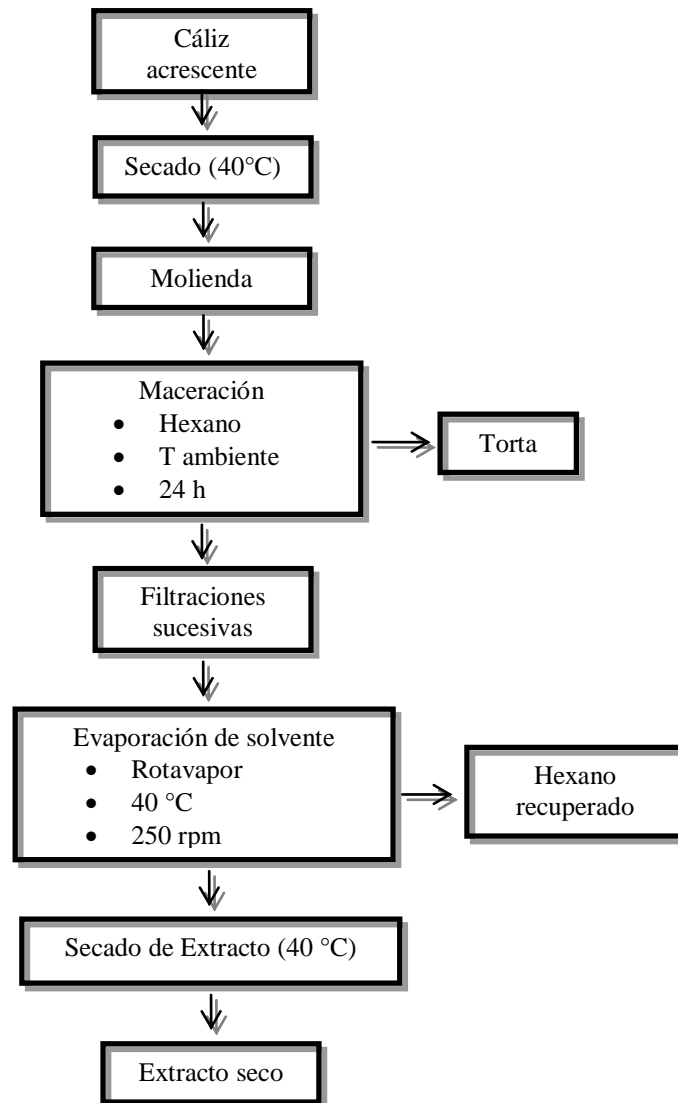 Cáliz
acrescente
Secado (40°C)
Molienda
Maceración
• Hexano
• T ambiente
• 24 h
Torta
Filtraciones
sucesivas
Evaporación de solvente
• Rotavapor
• 40 °C
• 250 rpm
Hexano
recuperado
Secado de Extracto (40 °C)
Extracto seco